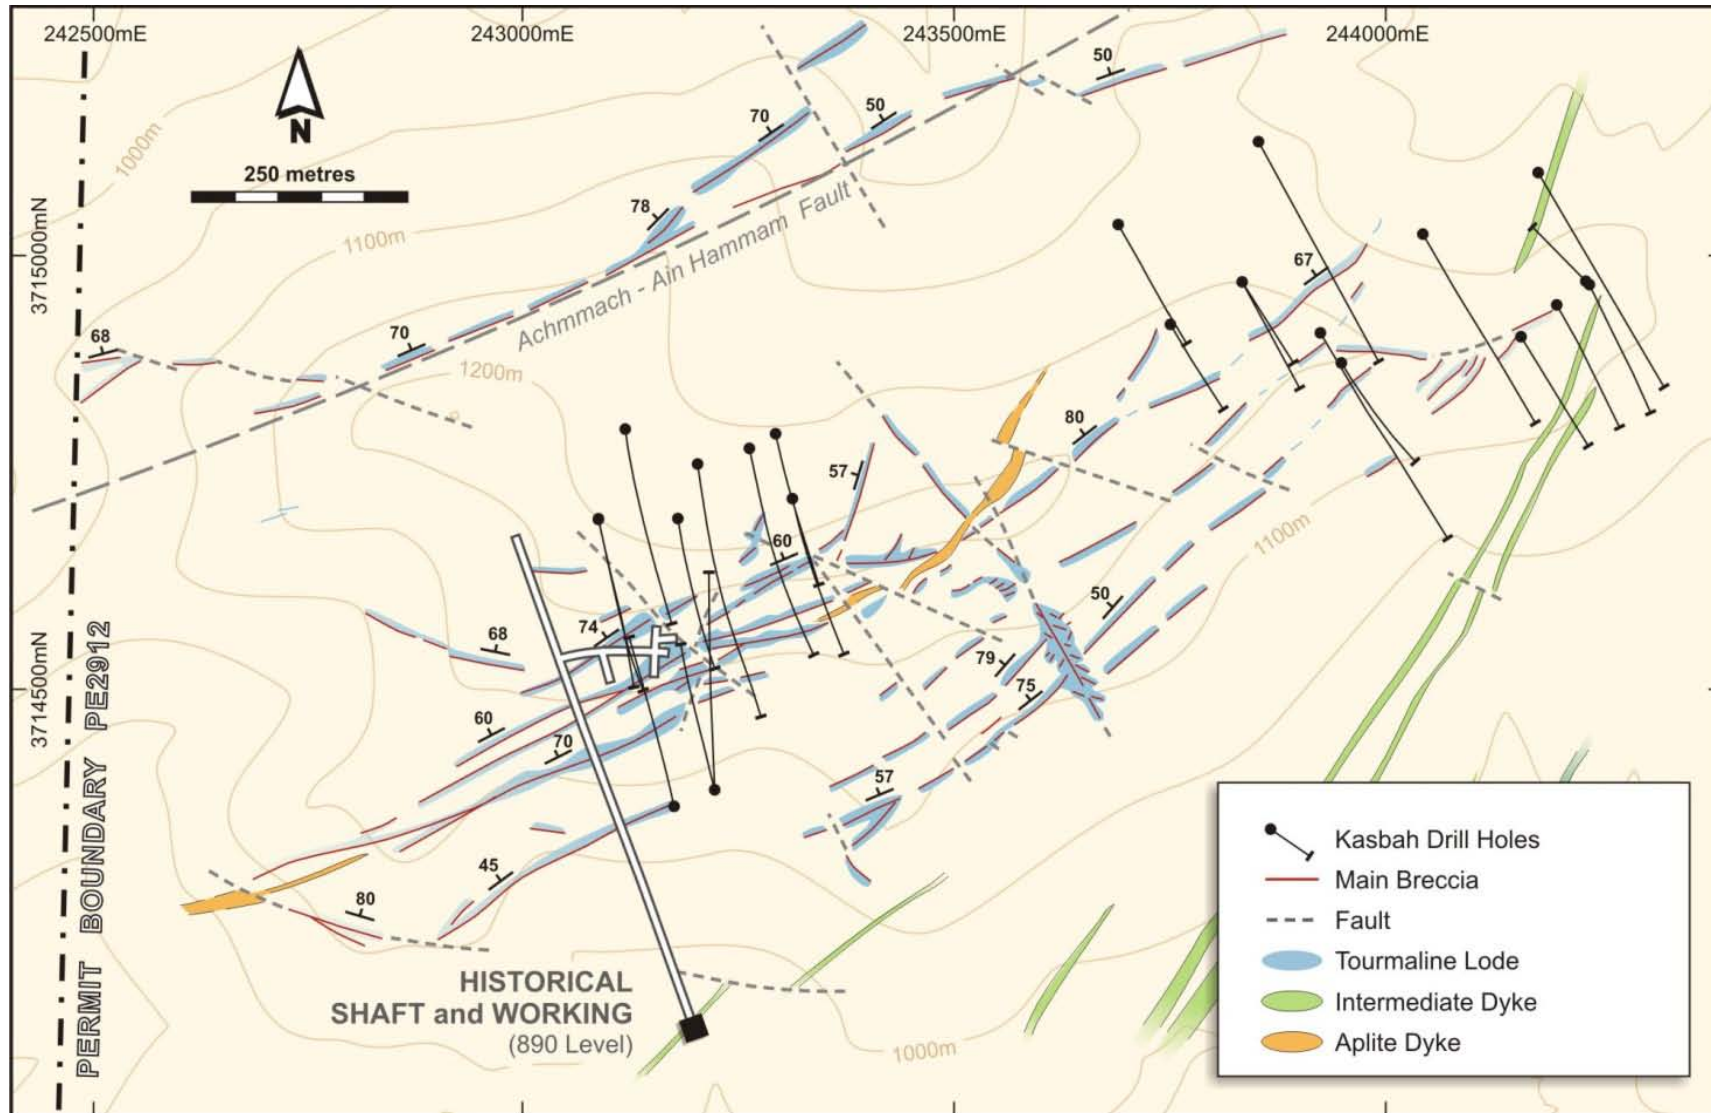 242500mE
243000mE
243500mE
244000mE
N
250 metres
1000m
1100m
1200m
1100m
1000m
3715000mN
3714500mN
PERMIT BOUNDARY PE2912
Achmmach - Ain Hammam Fault
50
50
70
78
70
68
67
80
57
60
74
68
60
70
50
79
75
57
45
80
HISTORICAL
SHAFT and WORKING
(890 Level)
Kasbah Drill Holes
Main Breccia
Fault
Tourmaline Lode
Intermediate Dyke
Aplite Dyke